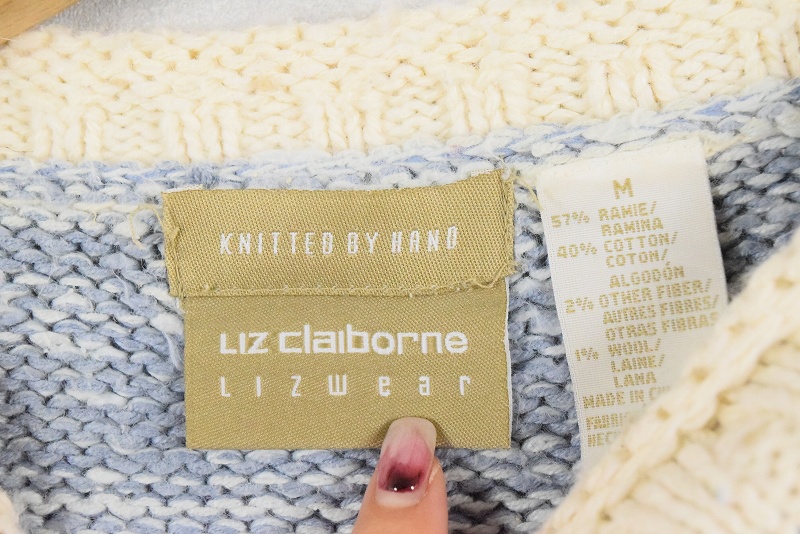 KNITTED BY HAND
LIZ claiborne
LIZwear
M
57% RAMIE/
RAMINA
40% COTTON/
COTON/
ALGODÓN
2% OTHER FIBER/
AUTRES FIBRES/
OTRAS FIBRAS
1% WOOL/
LAINE/
LANA
MADE IN